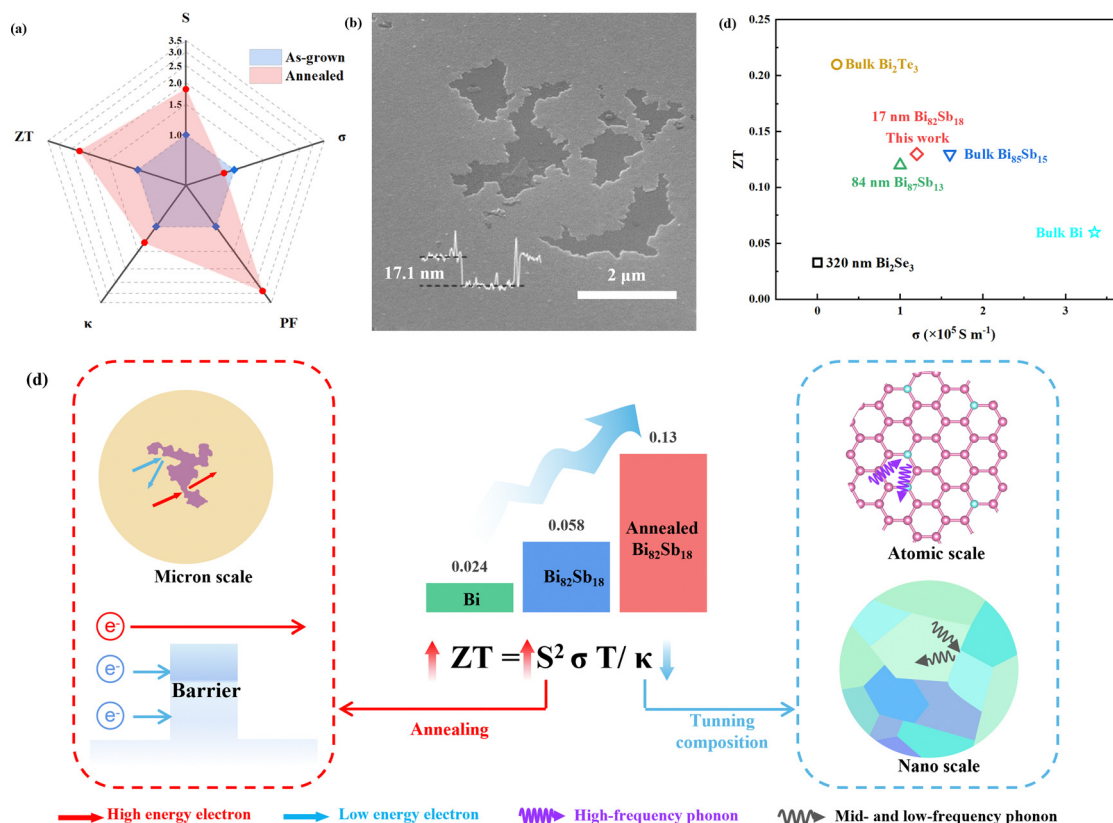 (a)
S
3.5
3.0
2.5
2.0
1.5
1.0
As-grown
Annealed
ZT
σ
κ
PF
(b)
17.1 nm
2 μm
(d)
ZT
0.25
0.20
0.15
0.10
0.05
0.00
Bulk Bi₂Te₃
17 nm Bi₈₂Sb₁₈
This work
Bulk Bi₈₅Sb₁₅
84 nm Bi₈₇Sb₁₃
Bulk Bi
320 nm Bi₂Se₃
0 1 2 3
σ (×10⁵ S m⁻¹)
(d)
Micron scale
e⁻
e⁻
e⁻
Barrier
0.024
Bi
0.058
Bi₈₂Sb₁₈
0.13
Annealed
Bi₈₂Sb₁₈
ZT = S² σ T/ κ
Annealing
Tunning
composition
Atomic scale
Nano scale
High energy electron
Low energy electron
High-frequency phonon
Mid- and low-frequency phonon